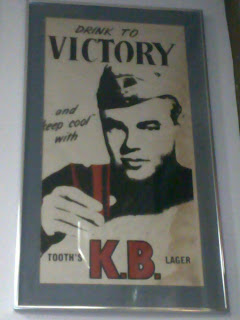 DRINK TO
VICTORY
and
"keep cool"
with
TOOTH'S K.B. LAGER